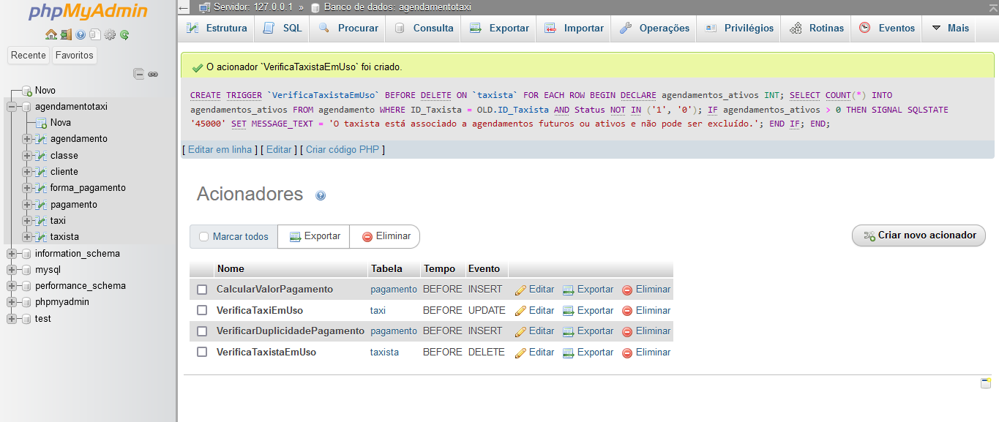 phpMyAdmin
Recente Favoritos
Novo
agendamentotaxi
Nova
agendamento
classe
cliente
forma_pagamento
pagamento
taxi
taxista
information_schema
mysql
performance_schema
phpmyadmin
test
← Servidor: 127.0.0.1 » Banco de dados: agendamentotaxi
Estrutura SQL Procurar Consulta Exportar Importar Operações Privilégios Rotinas Eventos Mais
O acionador `VerificaTaxistaEmUso` foi criado.
CREATE TRIGGER `VerificaTaxistaEmUso` BEFORE DELETE ON `taxista` FOR EACH ROW BEGIN DECLARE agendamentos_ativos INT; SELECT COUNT(*) INTO
agendamentos_ativos FROM agendamento WHERE ID_Taxista = OLD.ID_Taxista AND Status NOT IN ('1', '0'); IF agendamentos_ativos > 0 THEN SIGNAL SQLSTATE
'45000' SET MESSAGE_TEXT = 'O taxista está associado a agendamentos futuros ou ativos e não pode ser excluído.'; END IF; END;
[ Editar em linha ] [ Editar ] [ Criar código PHP ]
Acionadores
Marcar todos Exportar Eliminar
Criar novo acionador
Nome Tabela Tempo Evento
CalcularValorPagamento pagamento BEFORE INSERT Editar Exportar Eliminar
VerificaTaxiEmUso taxi BEFORE UPDATE Editar Exportar Eliminar
VerificarDuplicidadePagamento pagamento BEFORE INSERT Editar Exportar Eliminar
VerificaTaxistaEmUso taxista BEFORE DELETE Editar Exportar Eliminar